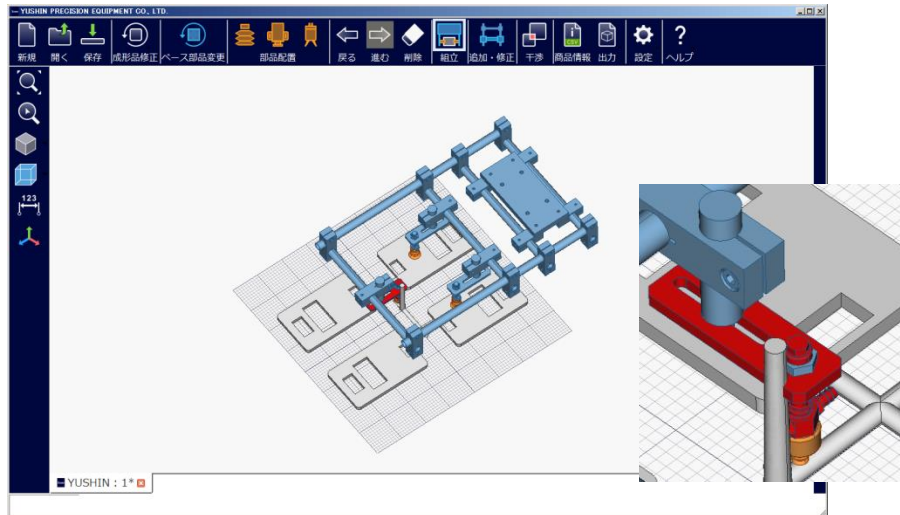 YUSHIN PRECISION EQUIPMENT CO., LTD.
新規 開く 保存 成形品修正 ベース部品変更 部品配置 戻る 進む 削除 組立 追加・修正 干渉 商品情報 出力 設定 ヘルプ
123
YUSHIN : 1*